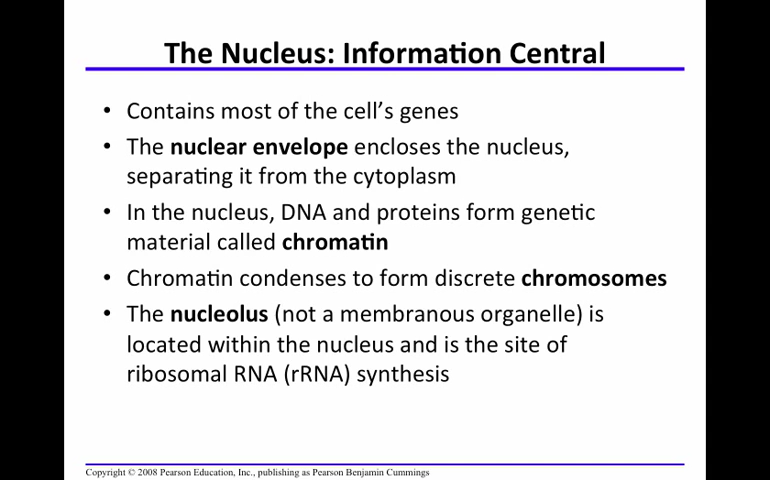 The Nucleus: Information Central
• Contains most of the cell’s genes
• The nuclear envelope encloses the nucleus,
separating it from the cytoplasm
• In the nucleus, DNA and proteins form genetic
material called chromatin
• Chromatin condenses to form discrete chromosomes
• The nucleolus (not a membranous organelle) is
located within the nucleus and is the site of
ribosomal RNA (rRNA) synthesis
Copyright © 2008 Pearson Education, Inc., publishing as Pearson Benjamin Cummings